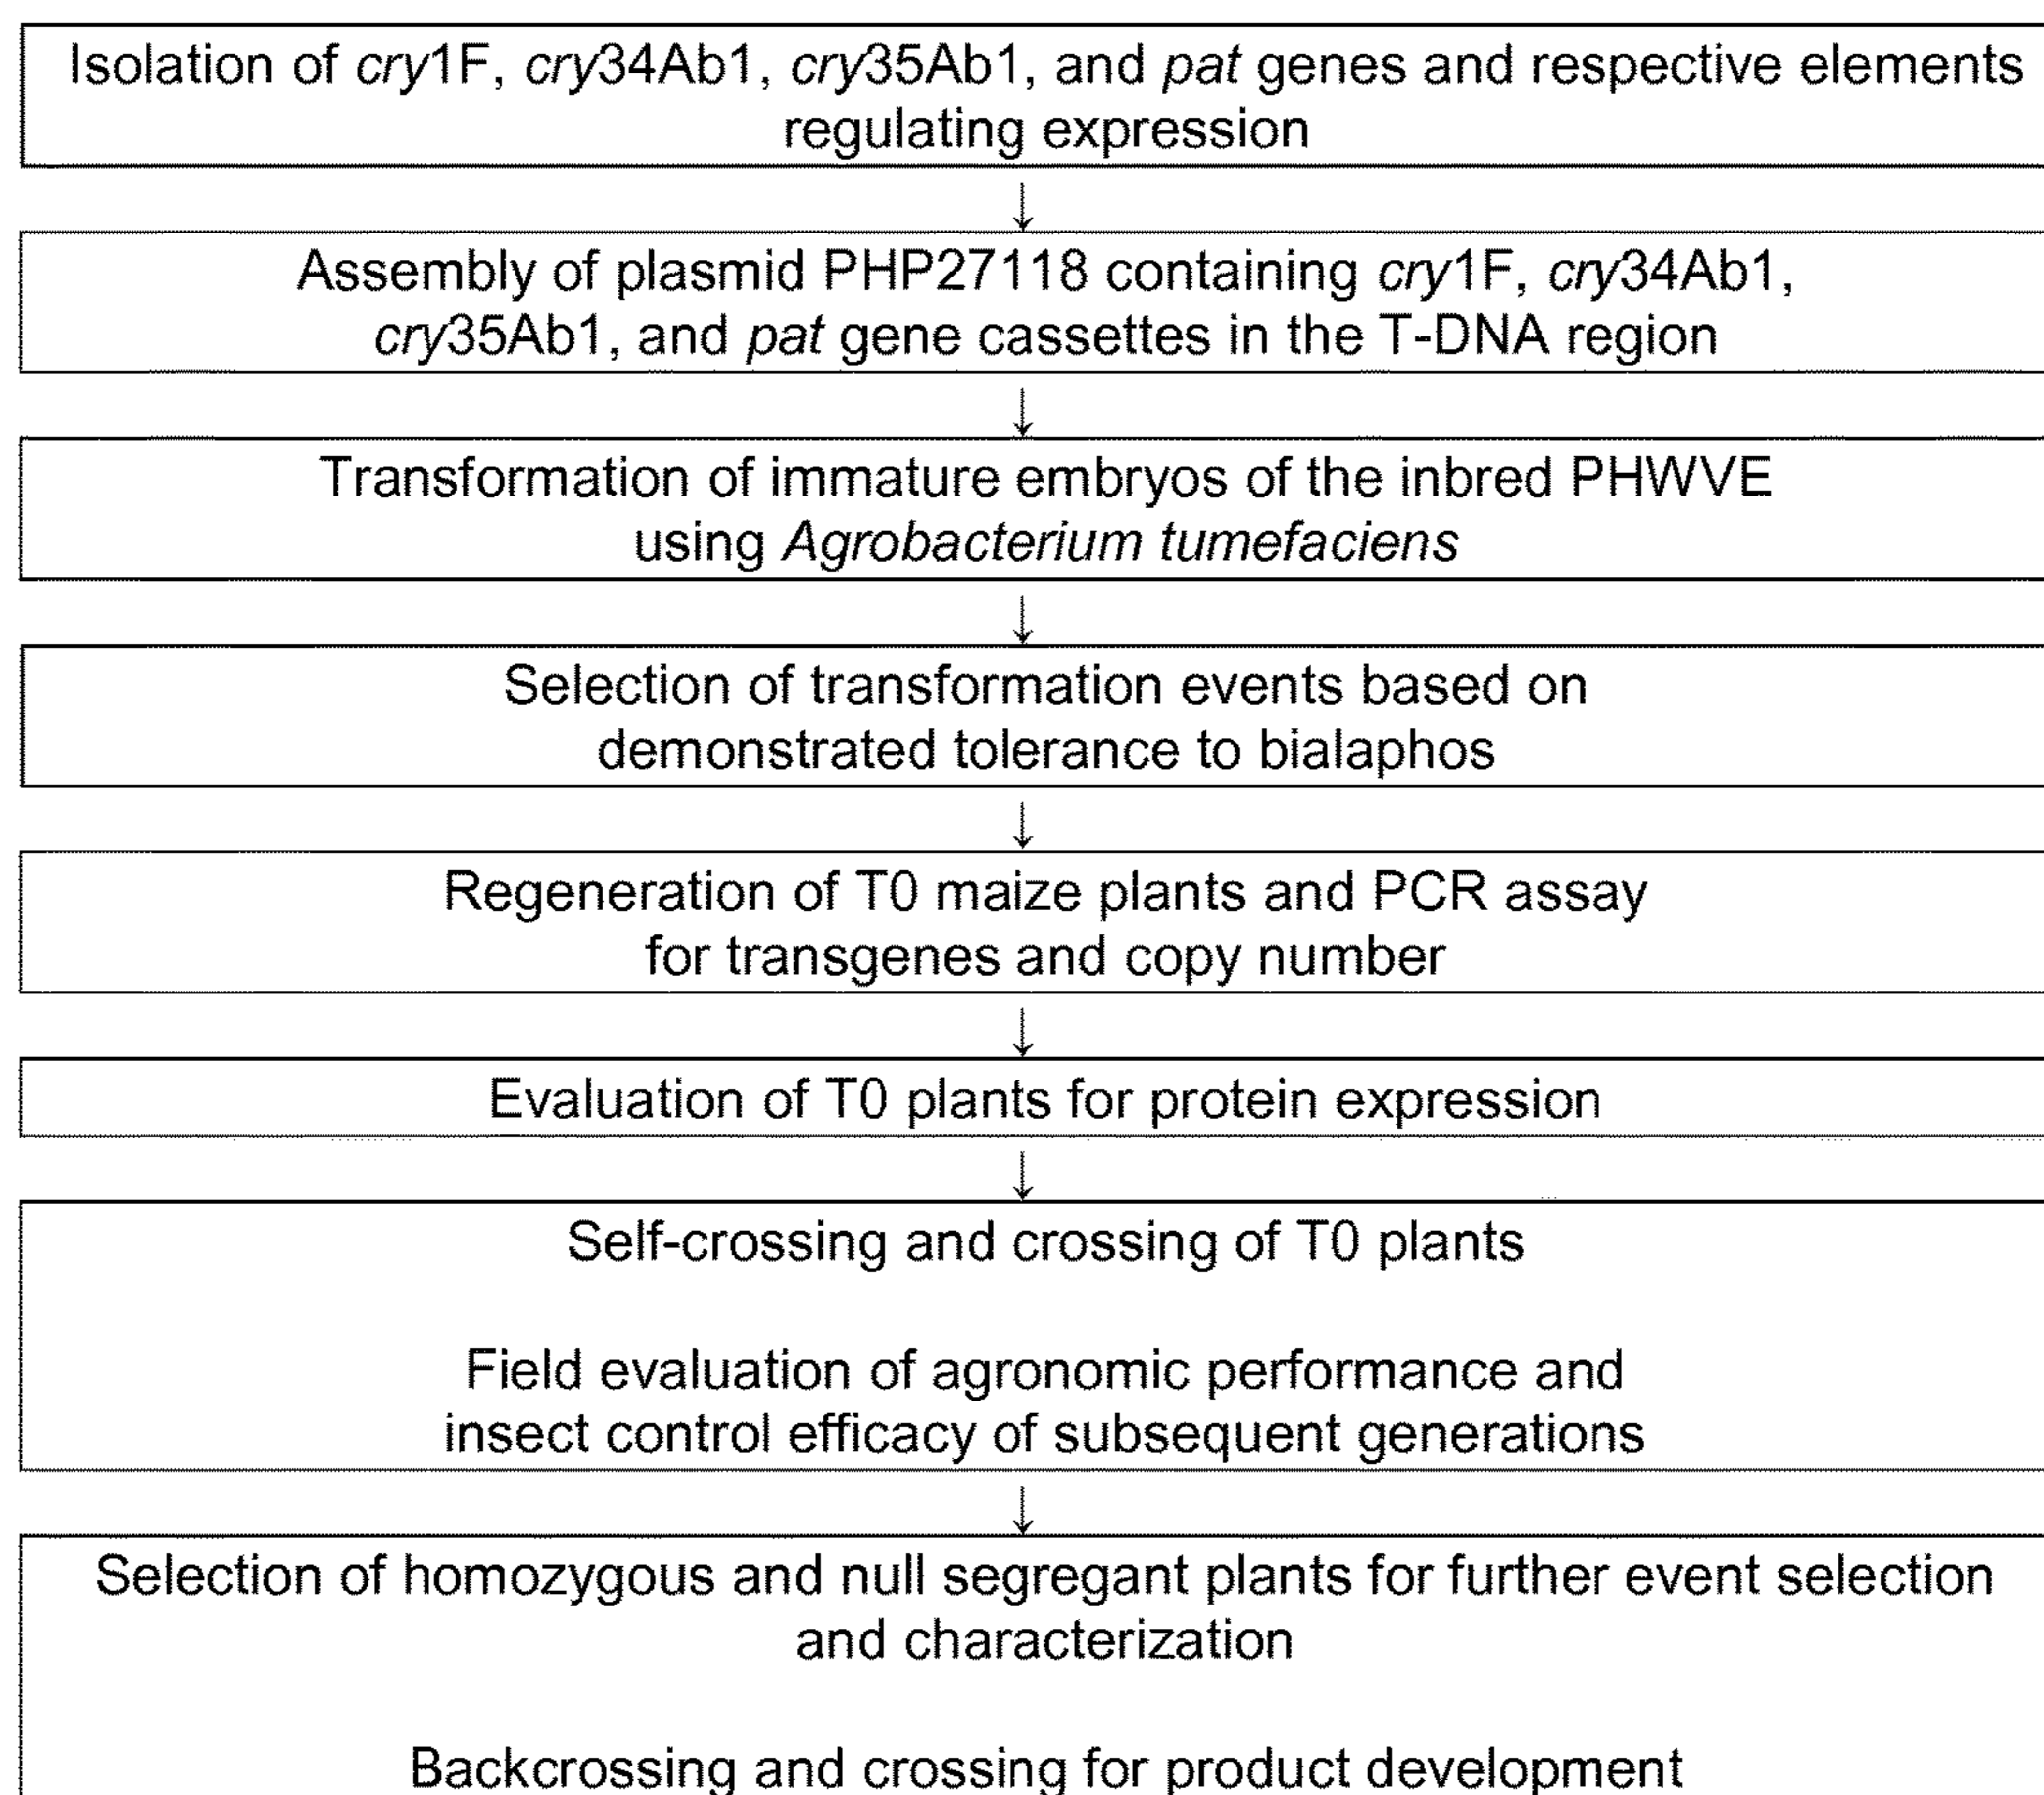 Isolation of cry1F, cry34Ab1, cry35Ab1, and pat genes and respective elements
regulating expression
↓
Assembly of plasmid PHP27118 containing cry1F, cry34Ab1,
cry35Ab1, and pat gene cassettes in the T-DNA region
↓
Transformation of immature embryos of the inbred PHWVE
using Agrobacterium tumefaciens
↓
Selection of transformation events based on
demonstrated tolerance to bialaphos
↓
Regeneration of T0 maize plants and PCR assay
for transgenes and copy number
↓
Evaluation of T0 plants for protein expression
↓
Self-crossing and crossing of T0 plants
Field evaluation of agronomic performance and
insect control efficacy of subsequent generations
↓
Selection of homozygous and null segregant plants for further event selection
and characterization
Backcrossing and crossing for product development